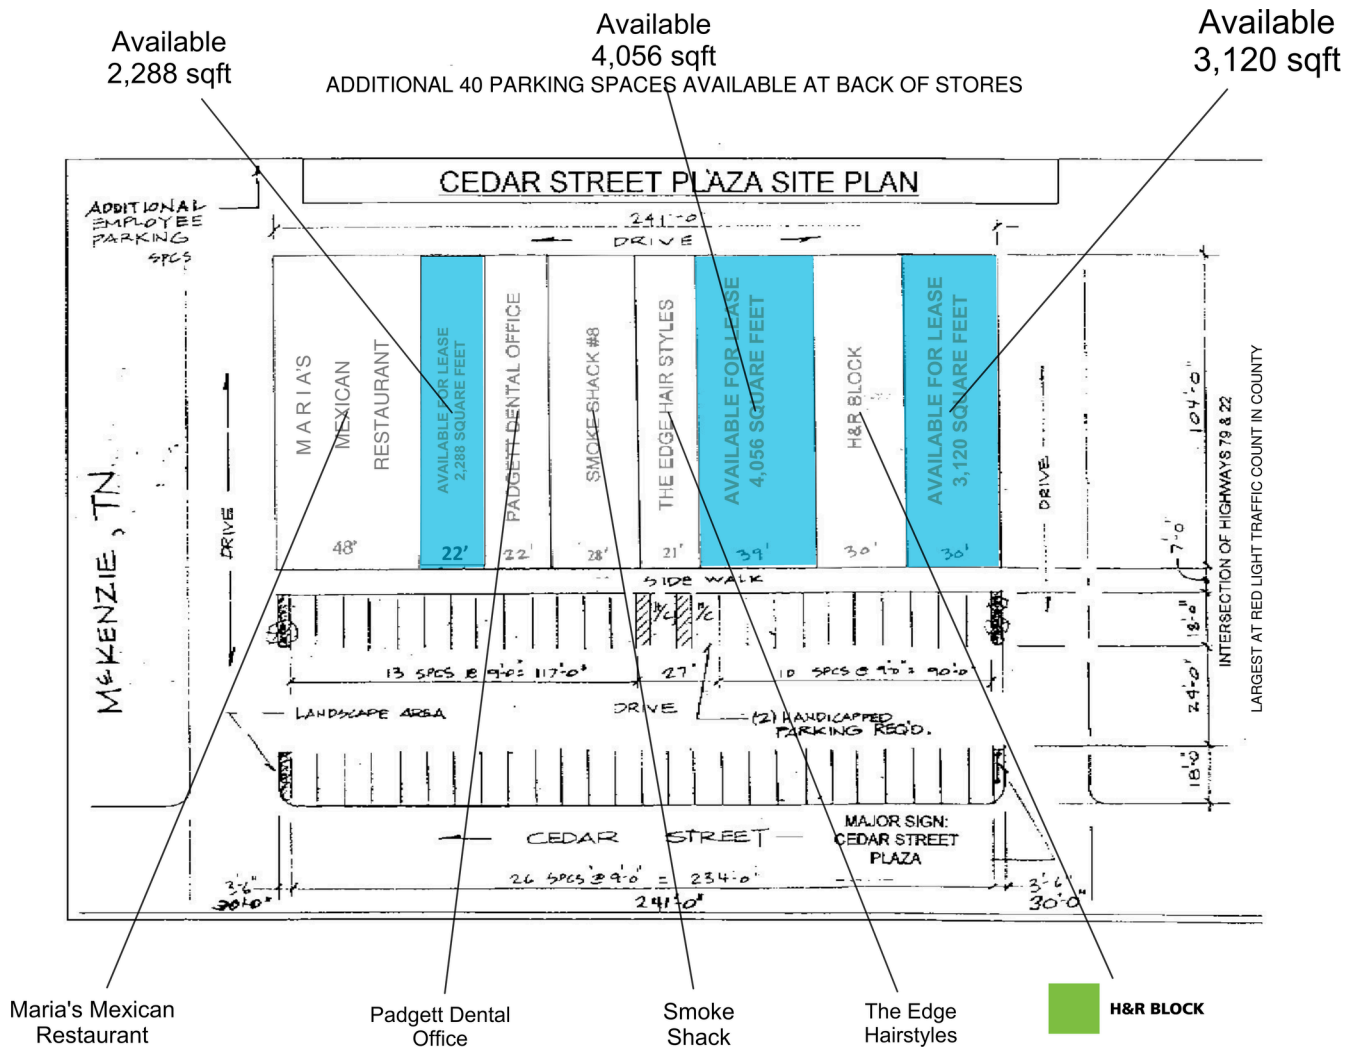 Available
2,288 sqft
Available
4,056 sqft
Available
3,120 sqft
ADDITIONAL 40 PARKING SPACES AVAILABLE AT BACK OF STORES
CEDAR STREET PLAZA SITE PLAN
ADDITIONAL
EMPLOYEE
PARKING
SPCS
241'-0"
DRIVE
MARIA'S
MEXICAN
RESTAURANT
48'
AVAILABLE FOR LEASE
2,288 SQUARE FEET
22'
PADGETT DENTAL OFFICE
22'
SMOKE SHACK #8
28'
THE EDGE HAIR STYLES
21'
AVAILABLE FOR LEASE
4,056 SQUARE FEET
39'
H&R BLOCK
30'
AVAILABLE FOR LEASE
3,120 SQUARE FEET
30'
McKENZIE, TN
DRIVE
DRIVE
104'-0"
7'-0"
18'-0"
24'-0"
18'-0"
INTERSECTION OF HIGHWAYS 79 & 22
LARGEST AT RED LIGHT TRAFFIC COUNT IN COUNTY
SIDE WALK
H/C
H/C
13 SPCS @ 9'-0" = 117'-0"
27'
10 SPCS @ 9'-0" = 90'-0"
LANDSCAPE AREA
DRIVE
(2) HANDICAPPED
PARKING REQ'D.
CEDAR STREET
MAJOR SIGN:
CEDAR STREET
PLAZA
26 SPCS @ 9'-0" = 234'-0"
3'-6"
3'-6"
30'-0"
241'-0"
30'-0"
Maria's Mexican
Restaurant
Padgett Dental
Office
Smoke
Shack
The Edge
Hairstyles
H&R BLOCK